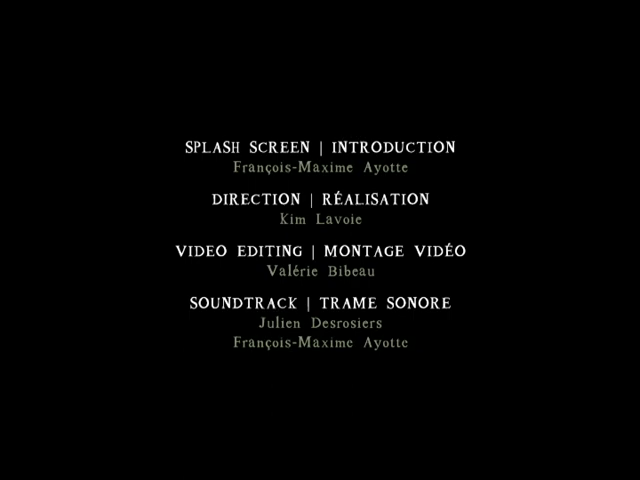 SPLASH SCREEN | INTRODUCTION
François-Maxime Ayotte
DIRECTION | RÉALISATION
Kim Lavoie
VIDEO EDITING | MONTAGE VIDÉO
Valérie Bibeau
SOUNDTRACK | TRAME SONORE
Julien Desrosiers
François-Maxime Ayotte